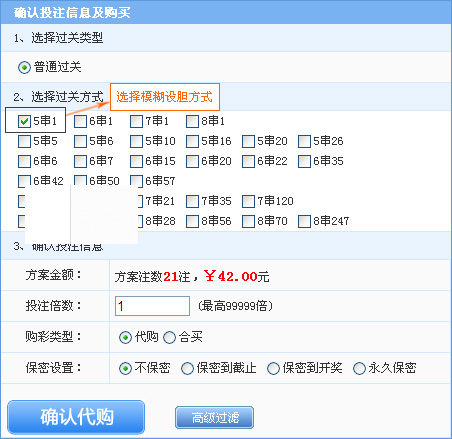 确认投注信息及购买
1、选择过关类型
普通过关
2、选择过关方式 选择模糊设胆方式
5串1 6串1 7串1 8串1
5串5 5串6 5串10 5串16 5串20 5串26
6串6 6串7 6串15 6串20 6串22 6串35
6串42 6串50 6串57
7串21 7串35 7串120
8串28 8串56 8串70 8串247
3、确认投注信息
方案金额： 方案注数21注，￥42.00元
投注倍数： 1 (最高99999倍)
购彩类型： 代购 合买
保密设置： 不保密 保密到截止 保密到开奖 永久保密
确认代购 高级过滤